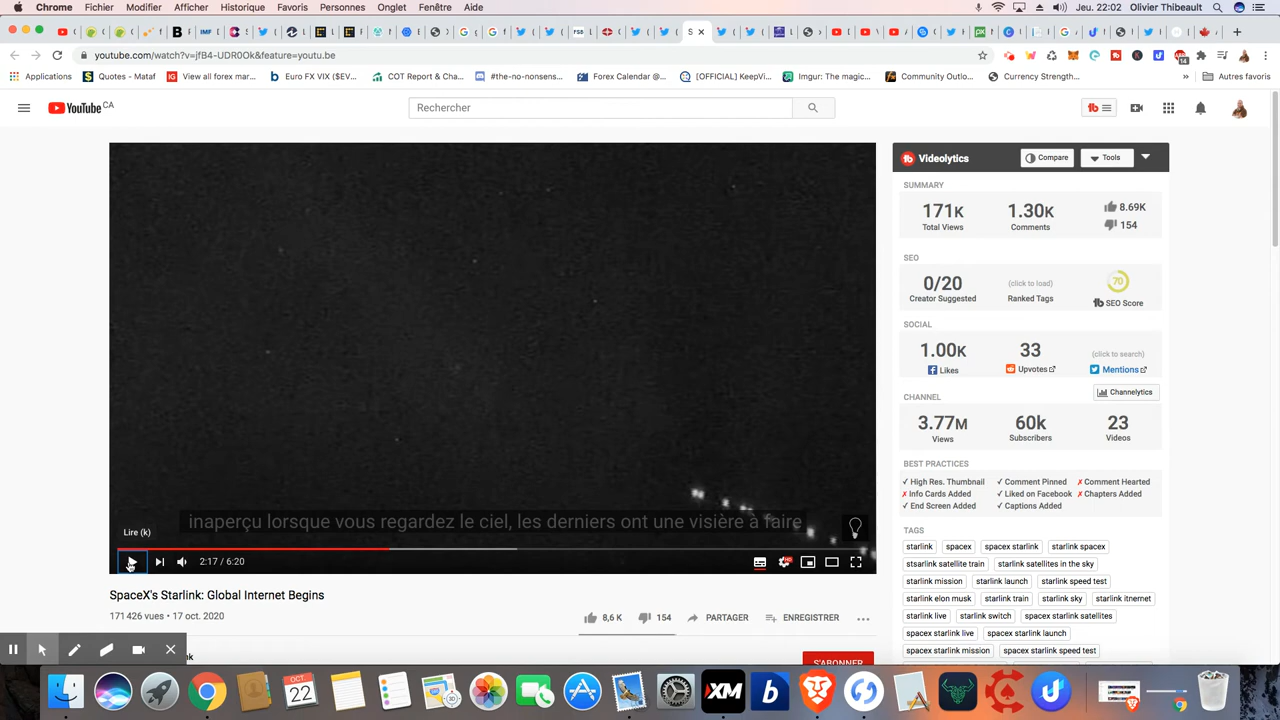 Chrome Fichier Modifier Affichage Historique Favoris Personnes Onglet Fenêtre Aide Jeu. 22:02 Olivier Thibeault
youtube.com/watch?v=jfB4-UDR0Ok&feature=youtu.be
Applications Quotes - Mataf View all forex mar... Euro FX VIX ($EV... COT Report & Cha... #the-no-nonsens... Forex Calendar @... [OFFICIAL] KeepVi... Imgur: The magic... Community Outlo... Currency Strength... » Autres favoris
YouTube CA
Rechercher
inaperçu lorsque vous regardez le ciel, les derniers ont une visière à faire
Lire (k)
2:17 / 6:20
SpaceX's Starlink: Global Internet Begins
171 426 vues • 17 oct. 2020
8,6 K 154 PARTAGER ENREGISTRER
S'ABONNER
Videolytics Compare Tools
SUMMARY
171K 1.30K 8.69K
Total Views Comments 154
SEO
0/20 (click to load) 70
Creator Suggested Ranked Tags SEO Score
SOCIAL
1.00K 33 (click to search)
Likes Upvotes Mentions
CHANNEL Channelytics
3.77M 60k 23
Views Subscribers Videos
BEST PRACTICES
✓ High Res. Thumbnail ✓ Comment Pinned ✗ Comment Hearted
✗ Info Cards Added ✓ Liked on Facebook ✗ Chapters Added
✓ End Screen Added ✓ Captions Added
TAGS
starlink spacex spacex starlink starlink spacex
stsarlink satellite train starlink satellites in the sky
starlink mission starlink launch starlink speed test
starlink elon musk starlink train starlink sky starlink itnernet
starlink live starlink switch spacex starlink satellites
spacex starlink live spacex starlink launch
spacex starlink mission spacex starlink speed test
OCT.
22
XM